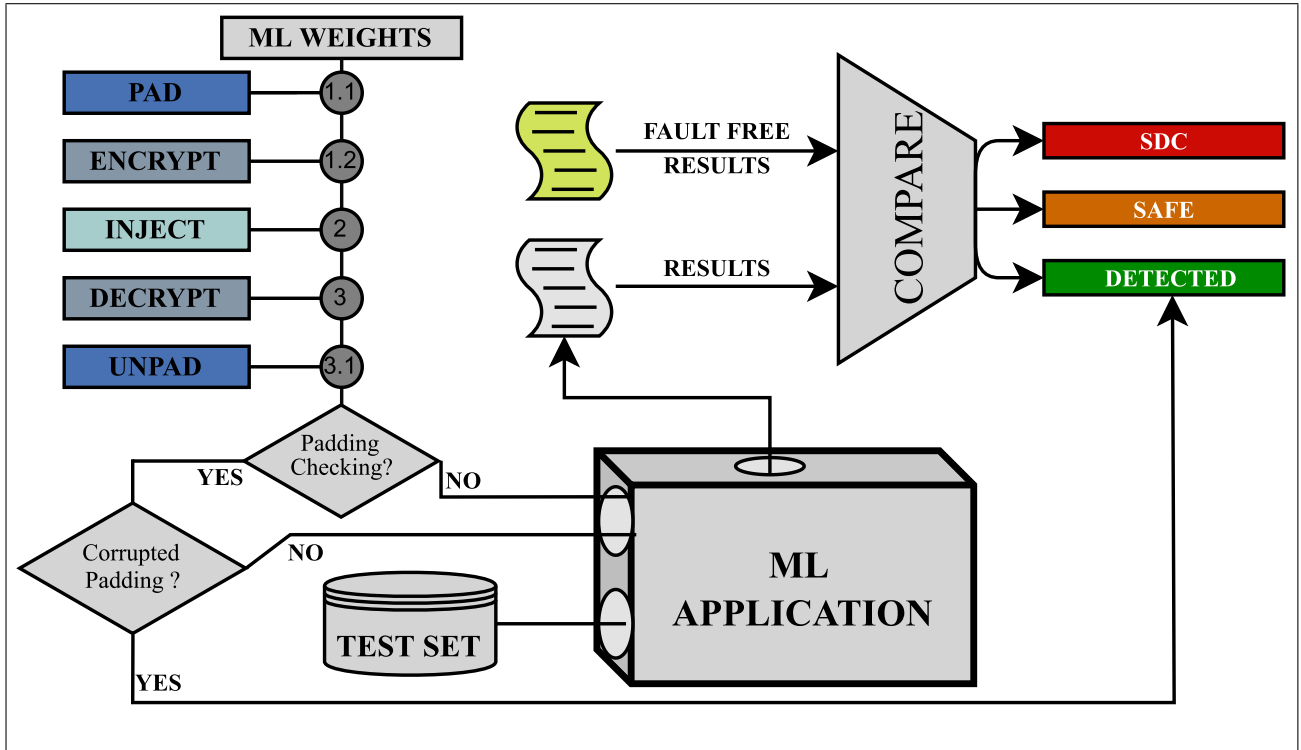 ML WEIGHTS
PAD
1.1
ENCRYPT
1.2
INJECT
2
DECRYPT
3
UNPAD
3.1
Padding
Checking?
YES
NO
Corrupted
Padding ?
NO
YES
TEST SET
ML
APPLICATION
FAULT FREE
RESULTS
RESULTS
COMPARE
SDC
SAFE
DETECTED